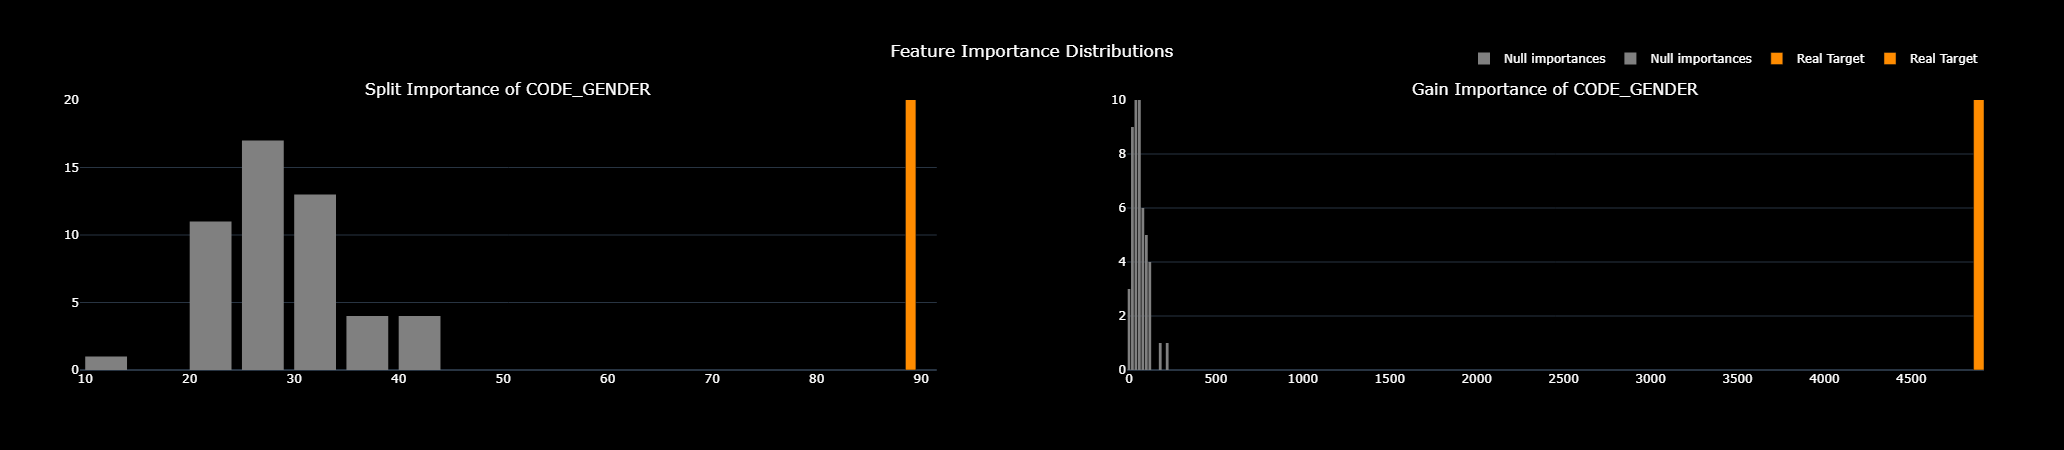 Feature Importance Distributions
Null importances Null importances Real Target Real Target
Split Importance of CODE_GENDER
20
15
10
5
0
10 20 30 40 50 60 70 80 90
Gain Importance of CODE_GENDER
10
8
6
4
2
0
0 500 1000 1500 2000 2500 3000 3500 4000 4500